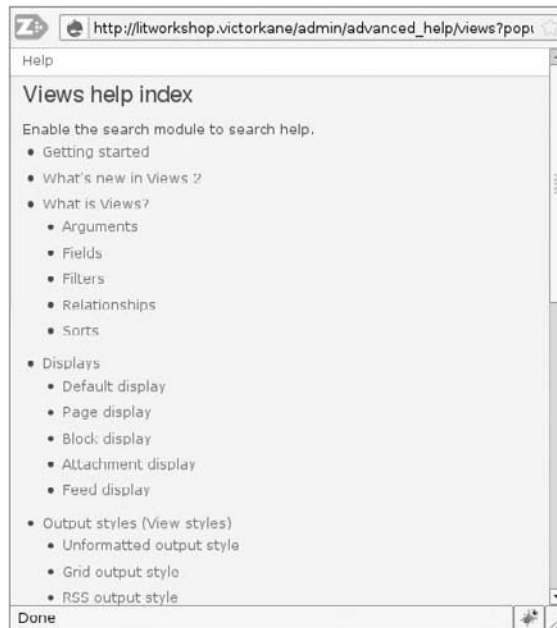 http://litworkshop.victorkane/admin/advanced_help/views?popu
Help
Views help index
Enable the search module to search help.
• Getting started
• What's new in Views 2
• What is Views?
• Arguments
• Fields
• Filters
• Relationships
• Sorts
• Displays
• Default display
• Page display
• Block display
• Attachment display
• Feed display
• Output styles (View styles)
• Unformatted output style
• Grid output style
• RSS output style
Done